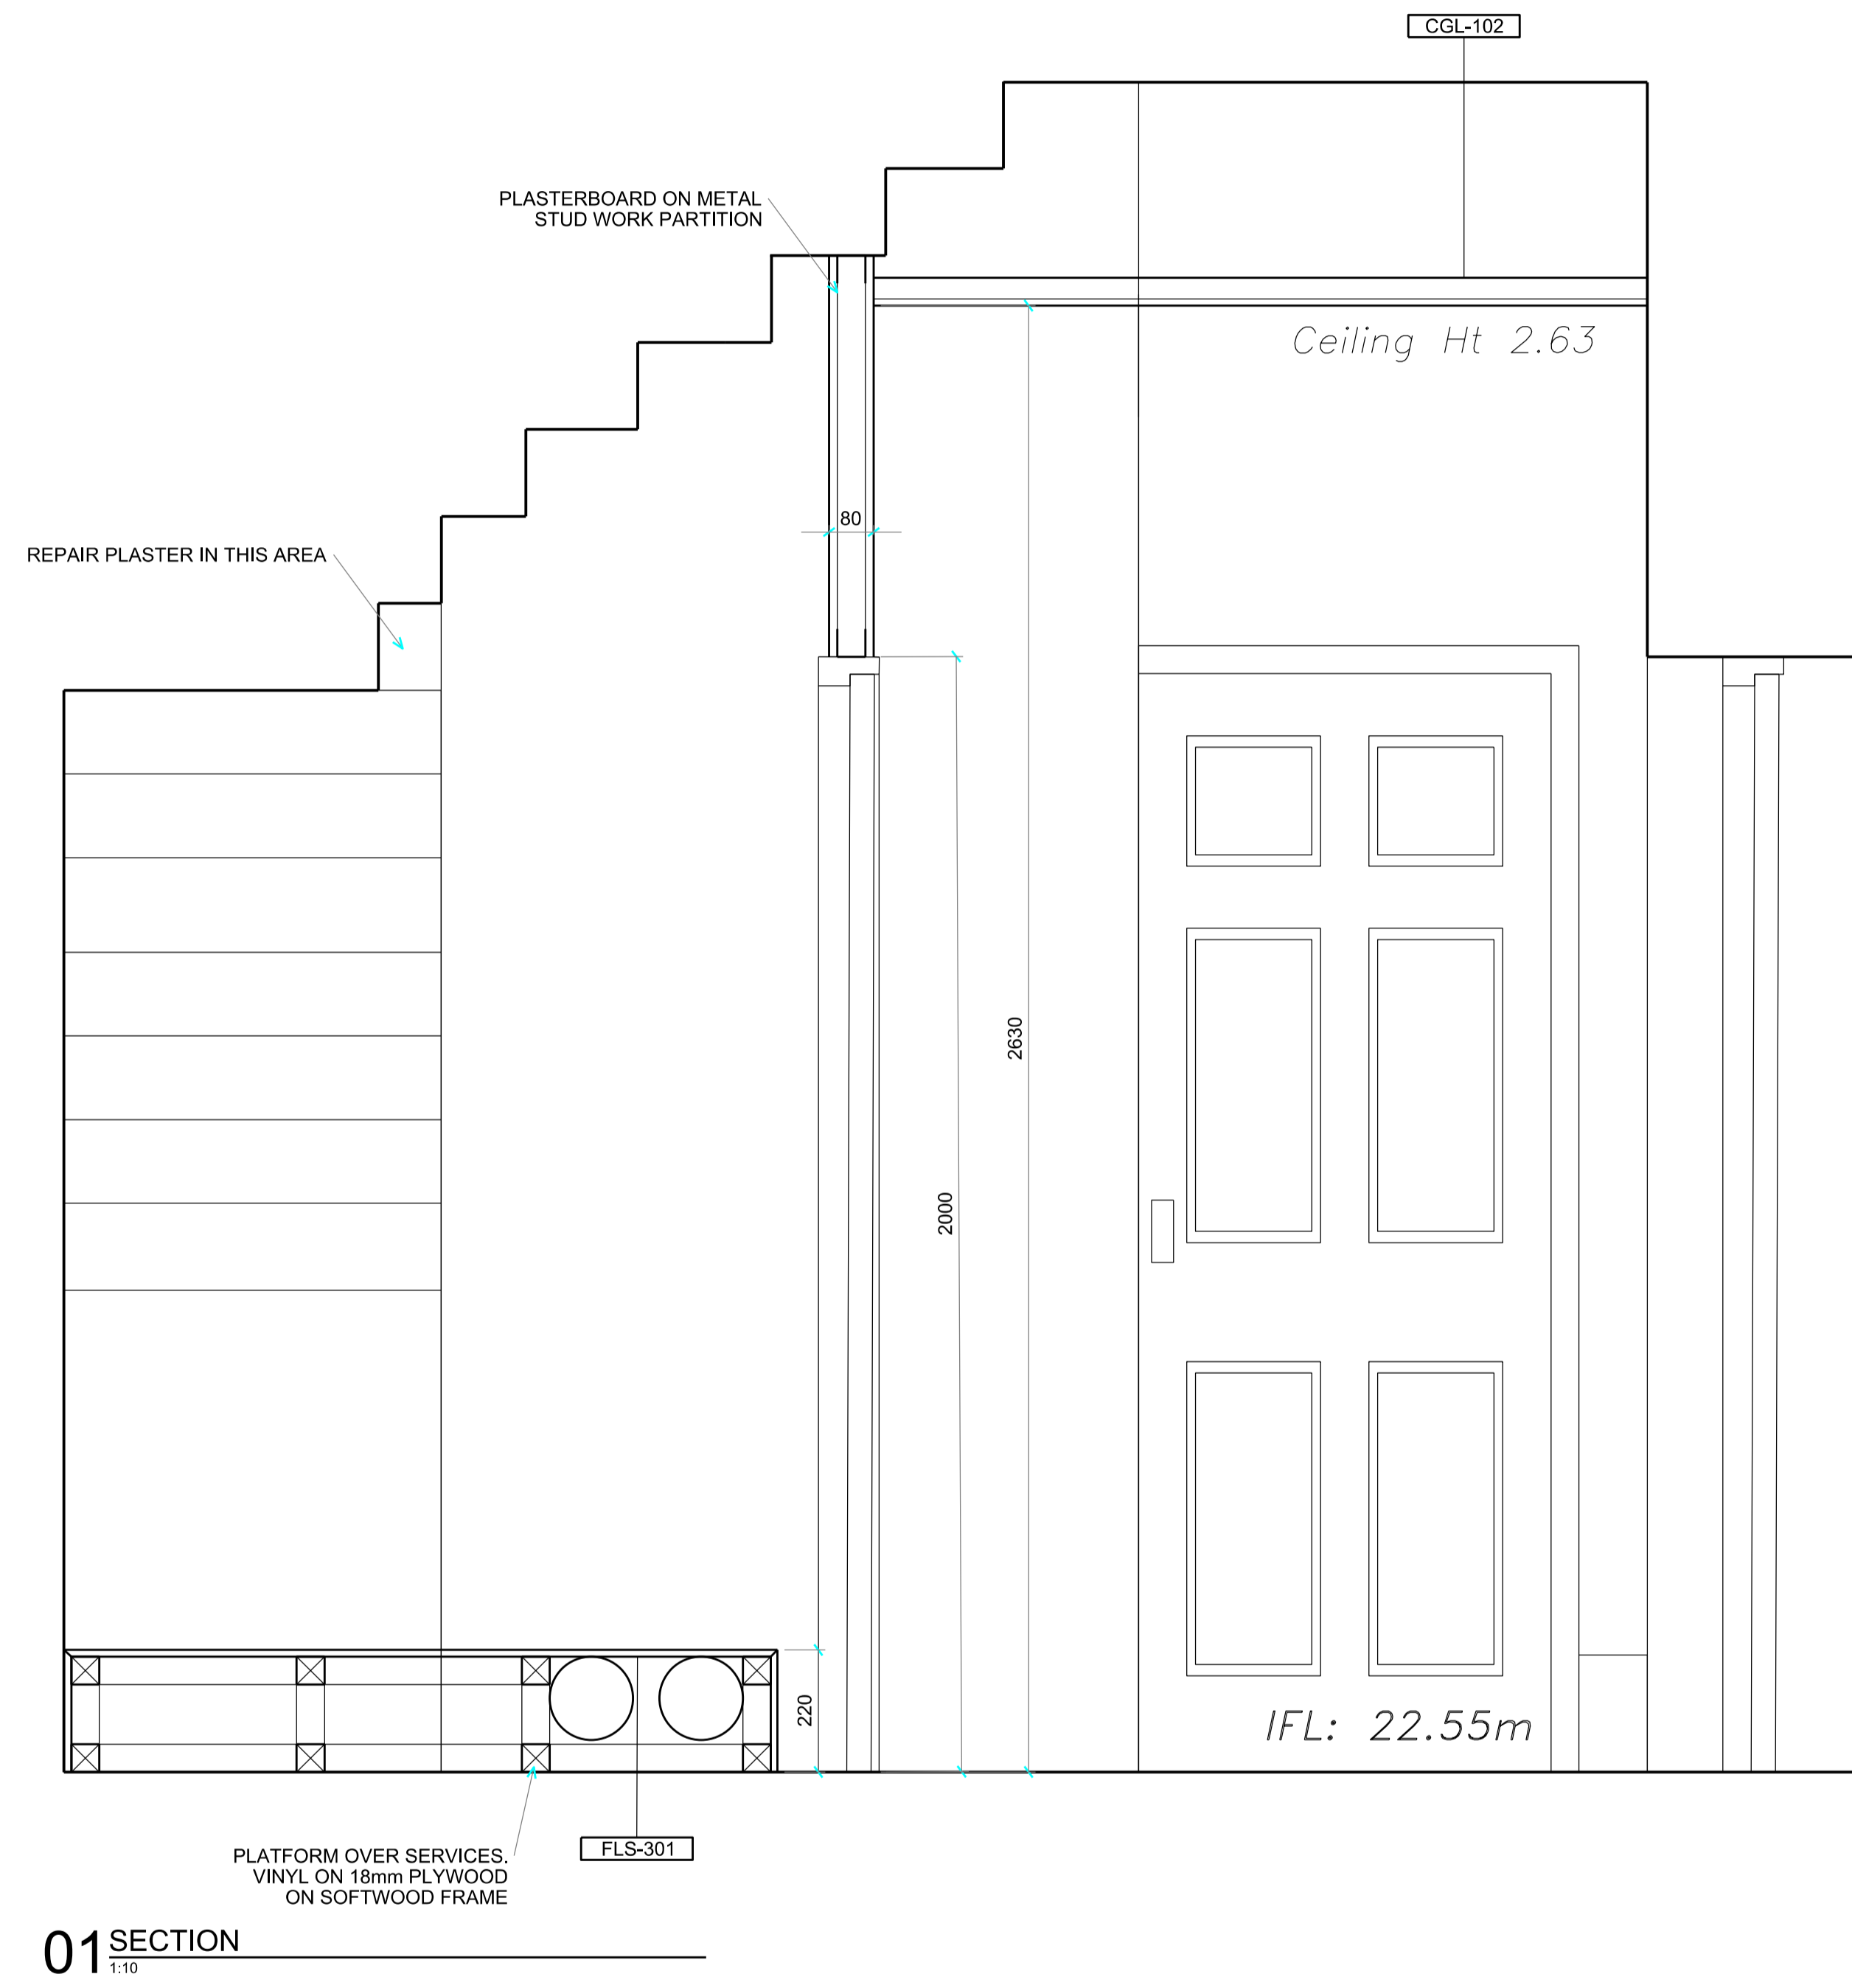 CGL-102
PLASTERBOARD ON METAL
STUD WORK PARTITION
Ceiling Ht 2.63
80
REPAIR PLASTER IN THIS AREA
2630
2000
220
IFL: 22.55m
FLS-301
PLATFORM OVER SERVICES.
VINYL ON 18mm PLYWOOD
ON SOFTWOOD FRAME
01 SECTION
1:10